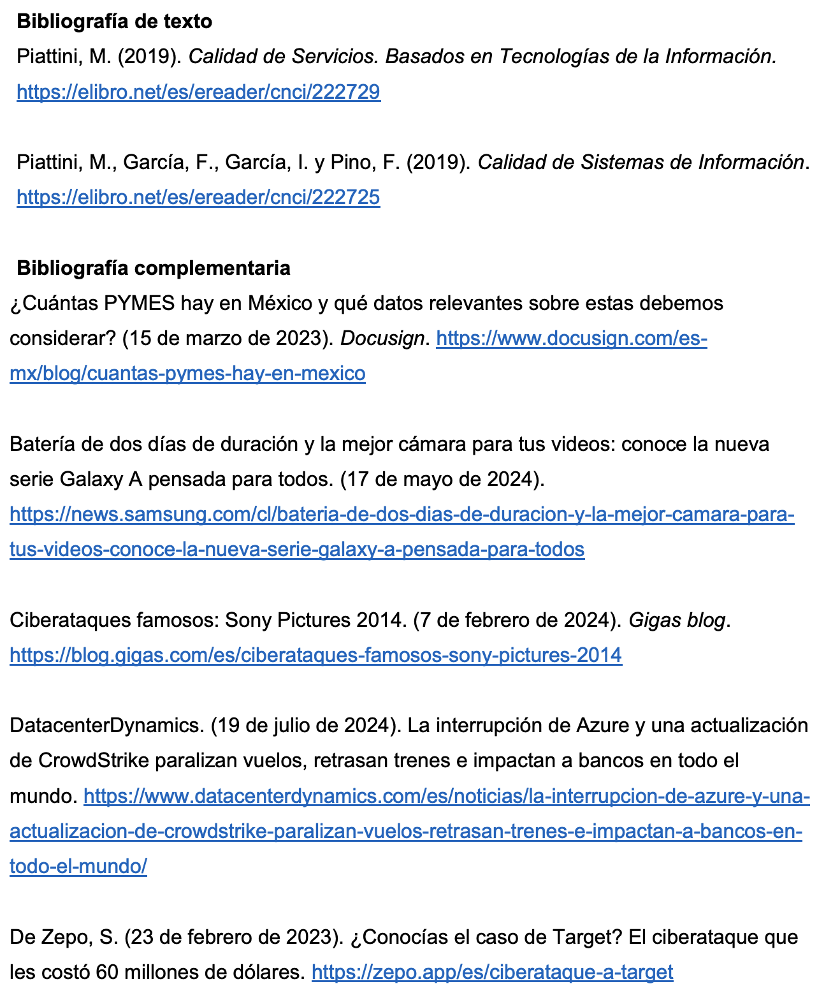 Bibliografía de texto
Piattini, M. (2019). Calidad de Servicios. Basados en Tecnologías de la Información.
https://elibro.net/es/ereader/cnci/222729
Piattini, M., García, F., García, I. y Pino, F. (2019). Calidad de Sistemas de Información.
https://elibro.net/es/ereader/cnci/222725
Bibliografía complementaria
¿Cuántas PYMES hay en México y qué datos relevantes sobre estas debemos
considerar? (15 de marzo de 2023). Docusign. https://www.docusign.com/es-
mx/blog/cuantas-pymes-hay-en-mexico
Batería de dos días de duración y la mejor cámara para tus videos: conoce la nueva
serie Galaxy A pensada para todos. (17 de mayo de 2024).
https://news.samsung.com/cl/bateria-de-dos-dias-de-duracion-y-la-mejor-camara-para-
tus-videos-conoce-la-nueva-serie-galaxy-a-pensada-para-todos
Ciberataques famosos: Sony Pictures 2014. (7 de febrero de 2024). Gigas blog.
https://blog.gigas.com/es/ciberataques-famosos-sony-pictures-2014
DatacenterDynamics. (19 de julio de 2024). La interrupción de Azure y una actualización
de CrowdStrike paralizan vuelos, retrasan trenes e impactan a bancos en todo el
mundo. https://www.datacenterdynamics.com/es/noticias/la-interrupcion-de-azure-y-una-
actualizacion-de-crowdstrike-paralizan-vuelos-retrasan-trenes-e-impactan-a-bancos-en-
todo-el-mundo/
De Zepo, S. (23 de febrero de 2023). ¿Conocías el caso de Target? El ciberataque que
les costó 60 millones de dólares. https://zepo.app/es/ciberataque-a-target